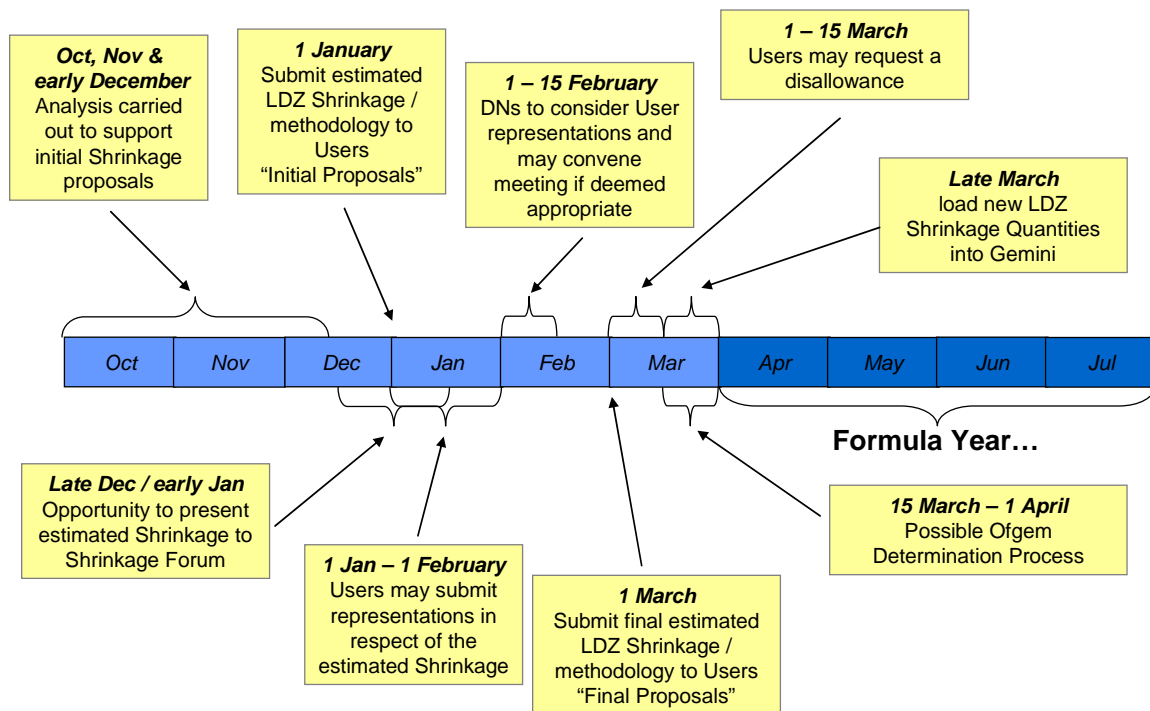 Oct, Nov &
early December
Analysis carried
out to support
initial Shrinkage
proposals
1 January
Submit estimated
LDZ Shrinkage /
methodology to
Users
“Initial Proposals”
1 – 15 February
DNs to consider User
representations and
may convene
meeting if deemed
appropriate
1 – 15 March
Users may request a
disallowance
Late March
load new LDZ
Shrinkage Quantities
into Gemini
Oct
Nov
Dec
Jan
Feb
Mar
Apr
May
Jun
Jul
Formula Year…
Late Dec / early Jan
Opportunity to present
estimated Shrinkage to
Shrinkage Forum
1 Jan – 1 February
Users may submit
representations in
respect of the
estimated Shrinkage
1 March
Submit final estimated
LDZ Shrinkage /
methodology to Users
“Final Proposals”
15 March – 1 April
Possible Ofgem
Determination Process